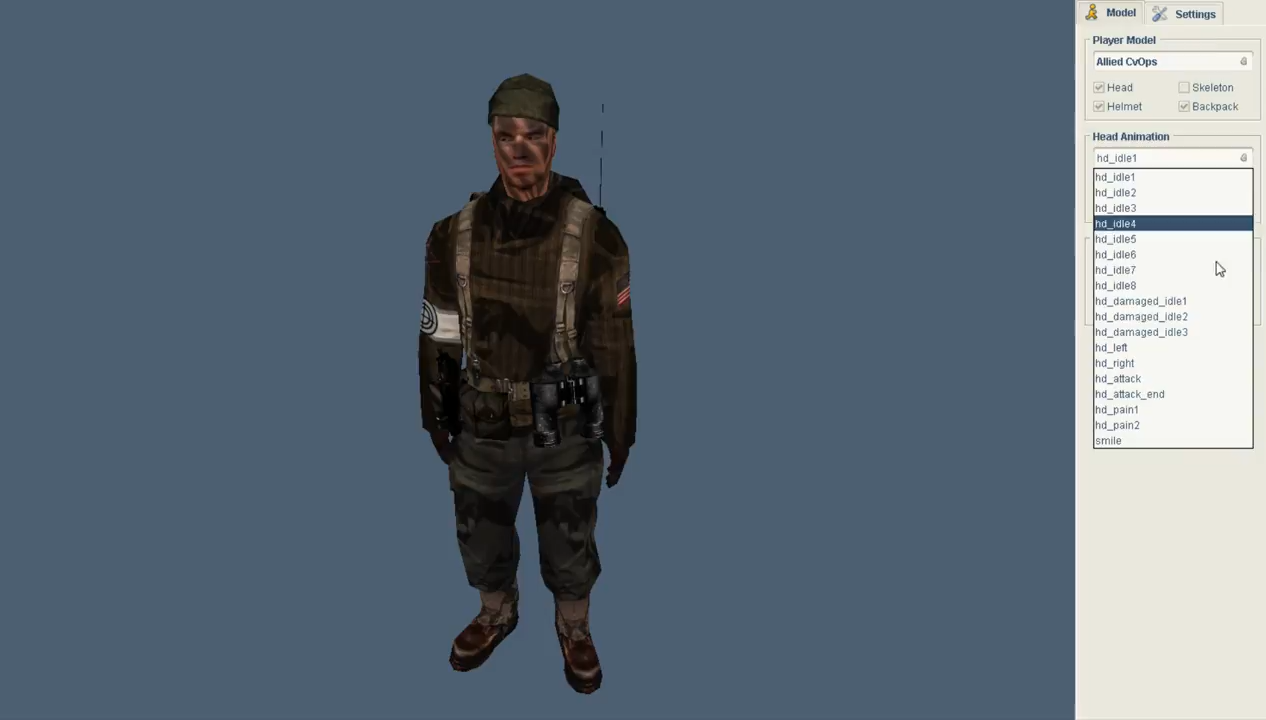 Model
Settings
Player Model
Allied CvOps
Head
Skeleton
Helmet
Backpack
Head Animation
hd_idle1
hd_idle1
hd_idle2
hd_idle3
hd_idle4
hd_idle5
hd_idle6
hd_idle7
hd_idle8
hd_damaged_idle1
hd_damaged_idle2
hd_damaged_idle3
hd_left
hd_right
hd_attack
hd_attack_end
hd_pain1
hd_pain2
smile